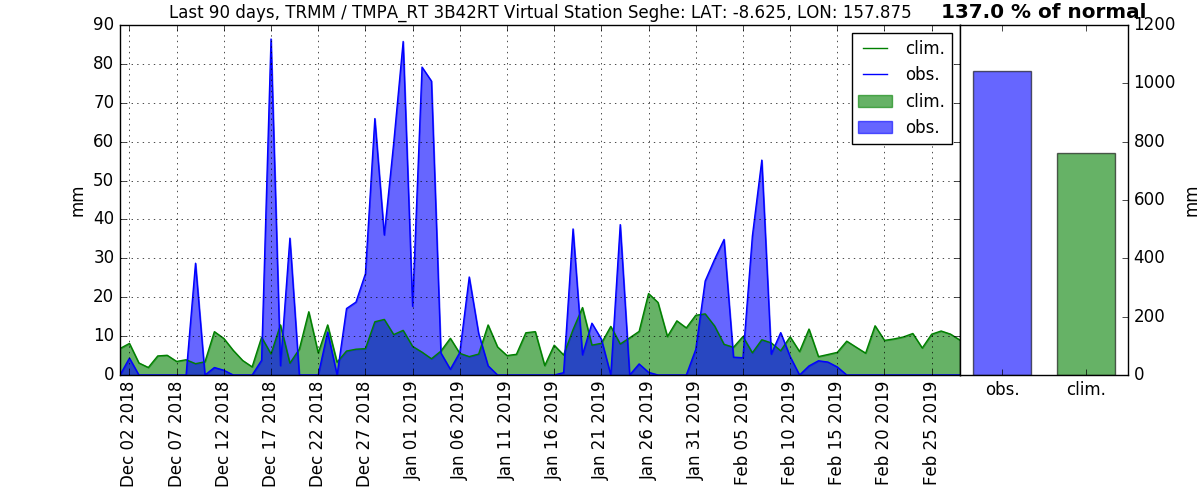 Last 90 days, TRMM / TMPA_RT 3B42RT Virtual Station Seghe: LAT: -8.625, LON: 157.875
137.0 % of normal
90
80
70
60
50
40
30
20
10
0
mm
clim.
obs.
clim.
obs.
Dec 02 2018
Dec 07 2018
Dec 12 2018
Dec 17 2018
Dec 22 2018
Dec 27 2018
Jan 01 2019
Jan 06 2019
Jan 11 2019
Jan 16 2019
Jan 21 2019
Jan 26 2019
Jan 31 2019
Feb 05 2019
Feb 10 2019
Feb 15 2019
Feb 20 2019
Feb 25 2019
1200
1000
800
600
400
200
0
mm
obs.
clim.